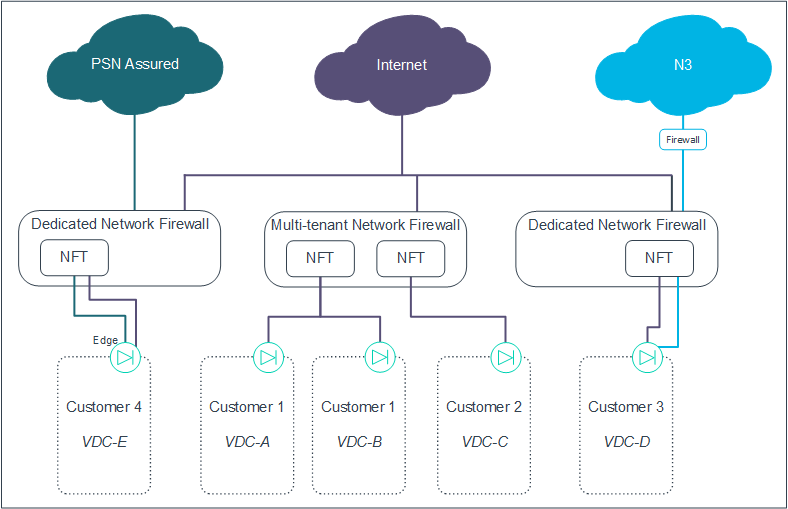 PSN Assured
Internet
N3
Firewall
Dedicated Network Firewall
NFT
Multi-tenant Network Firewall
NFT
NFT
Dedicated Network Firewall
NFT
Edge
Customer 4
VDC-E
Customer 1
VDC-A
Customer 1
VDC-B
Customer 2
VDC-C
Customer 3
VDC-D